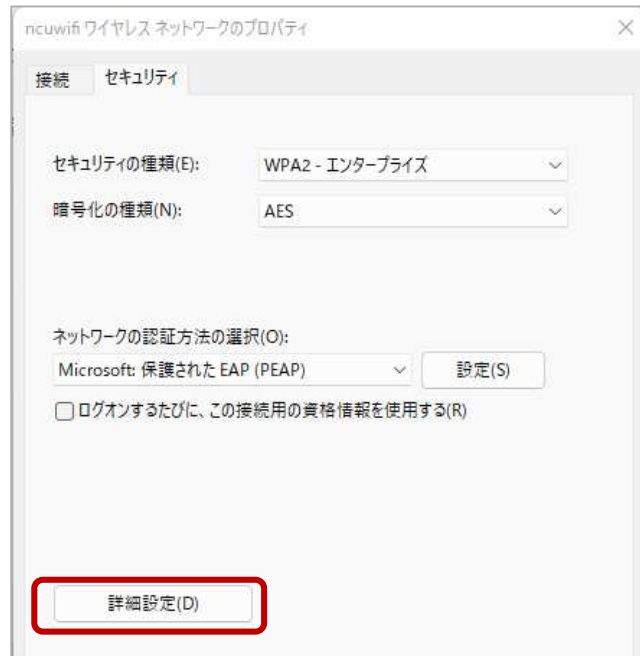 ncuwifi ワイヤレス ネットワークのプロパティ
接続 セキュリティ
セキュリティの種類(E): WPA2 - エンタープライズ
暗号化の種類(N): AES
ネットワークの認証方法の選択(O):
Microsoft: 保護された EAP (PEAP) 設定(S)
ログオンするたびに、この接続用の資格情報を使用する(R)
詳細設定(D)